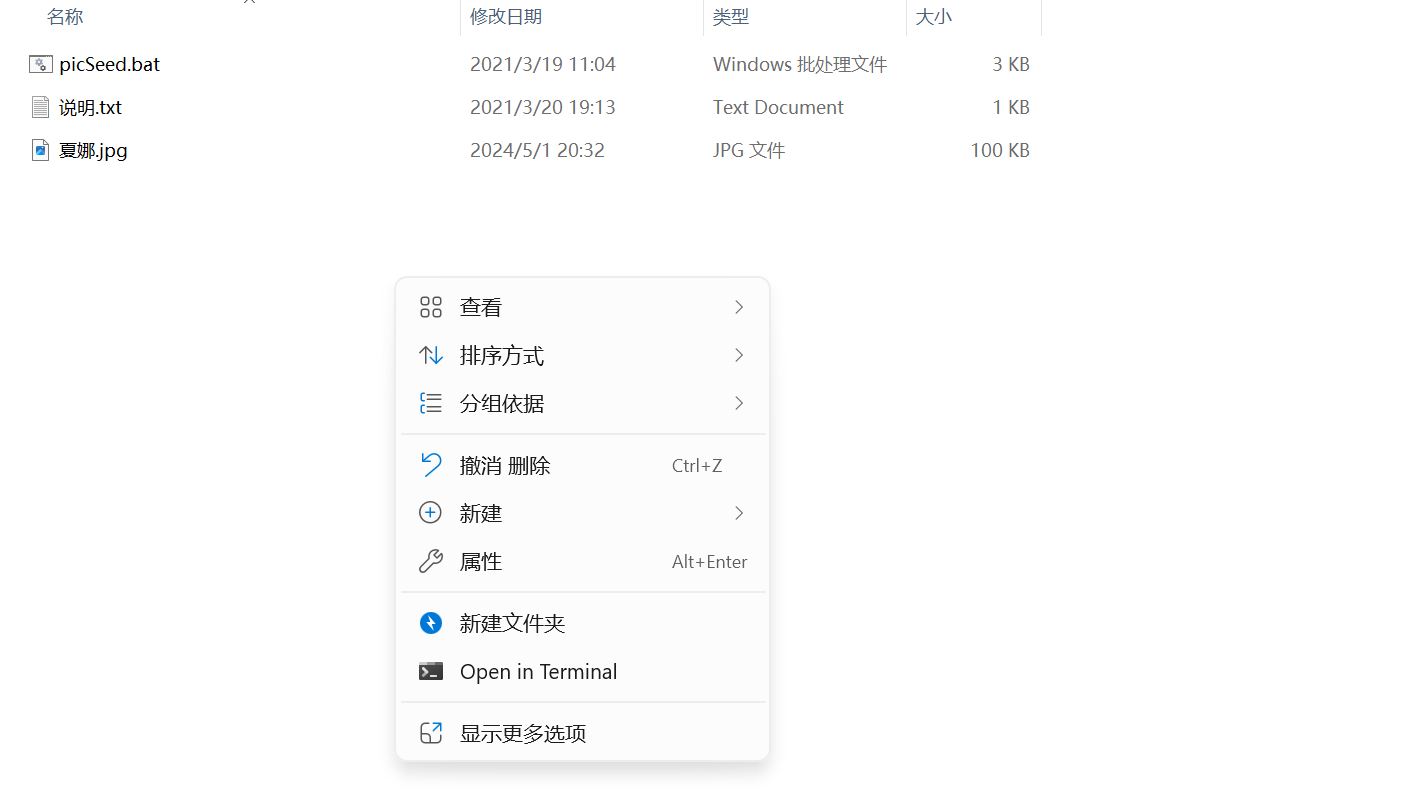 名称 修改日期 类型 大小
picSeed.bat 2021/3/19 11:04 Windows 批处理文件 3 KB
说明.txt 2021/3/20 19:13 Text Document 1 KB
夏娜.jpg 2024/5/1 20:32 JPG 文件 100 KB
查看
排序方式
分组依据
撤消 删除 Ctrl+Z
新建
属性 Alt+Enter
新建文件夹
Open in Terminal
显示更多选项